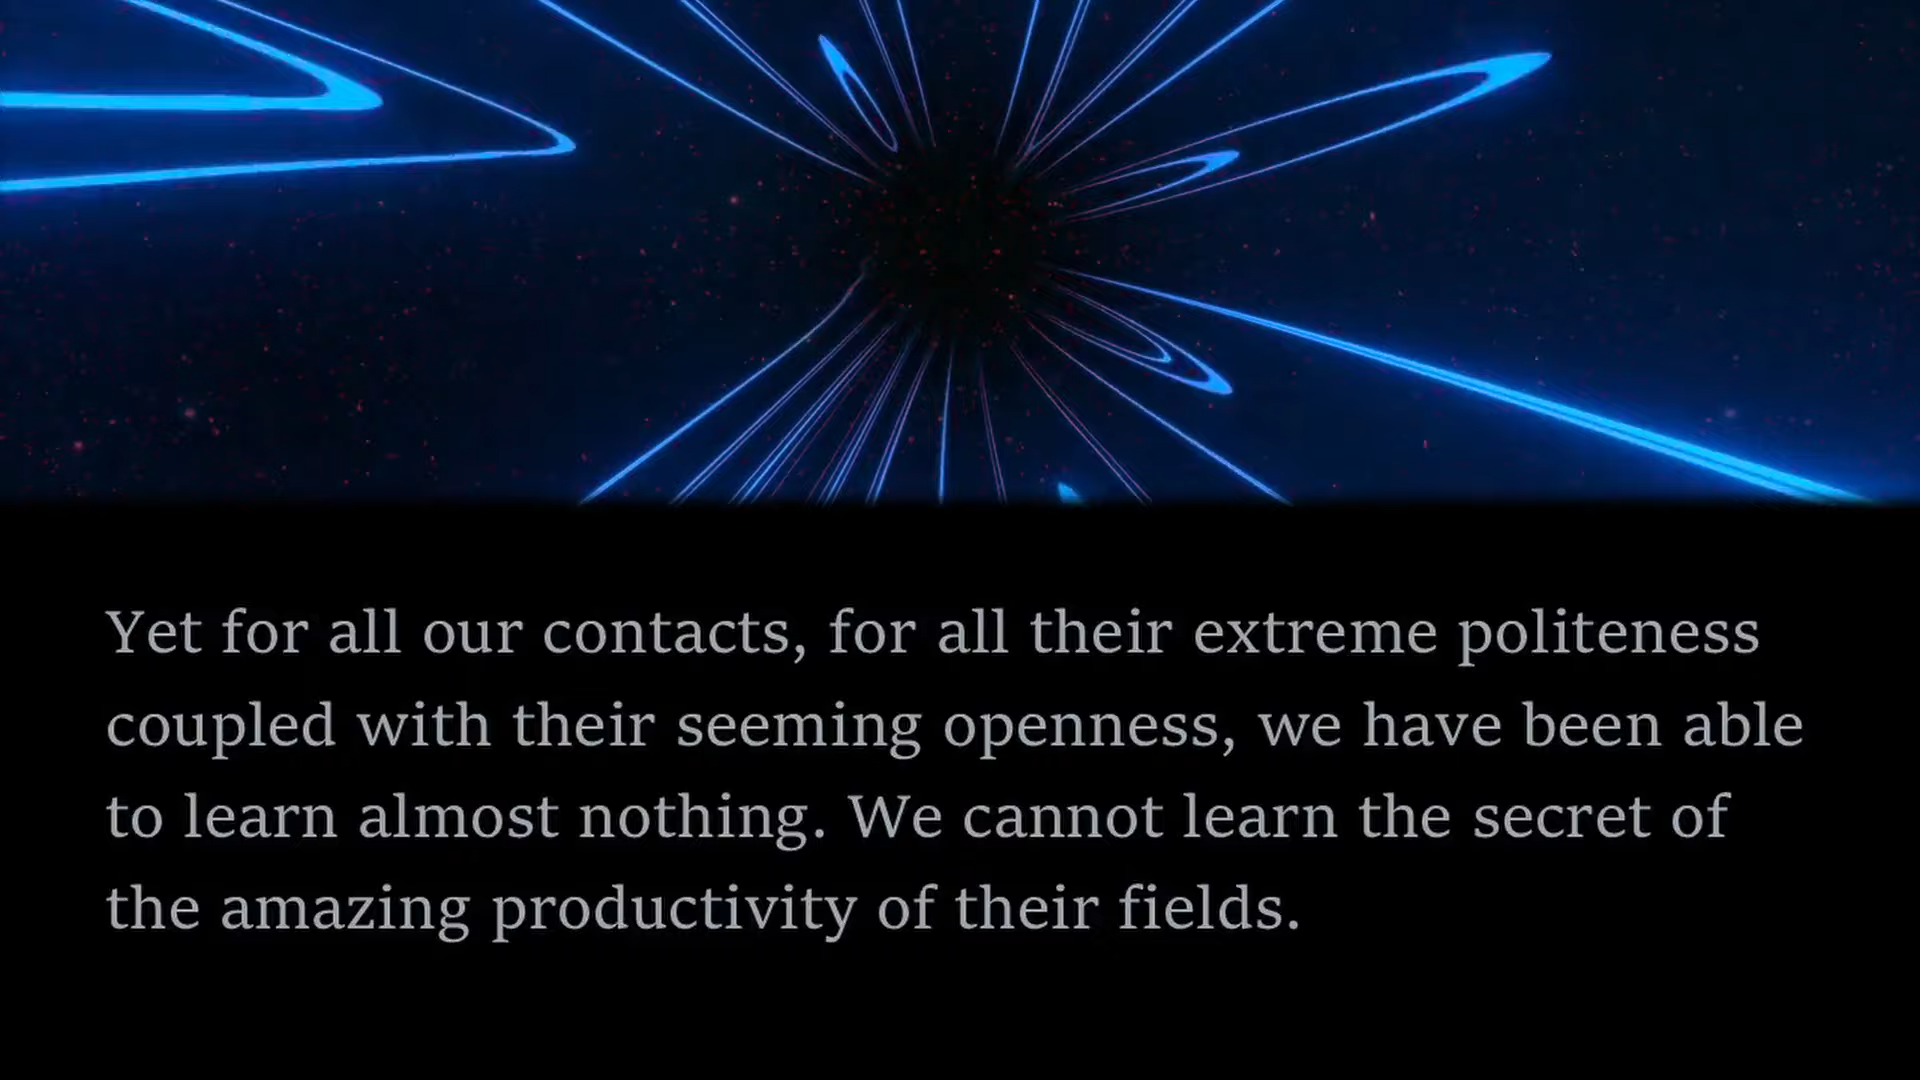 Yet for all our contacts, for all their extreme politeness
coupled with their seeming openness, we have been able
to learn almost nothing. We cannot learn the secret of
the amazing productivity of their fields.